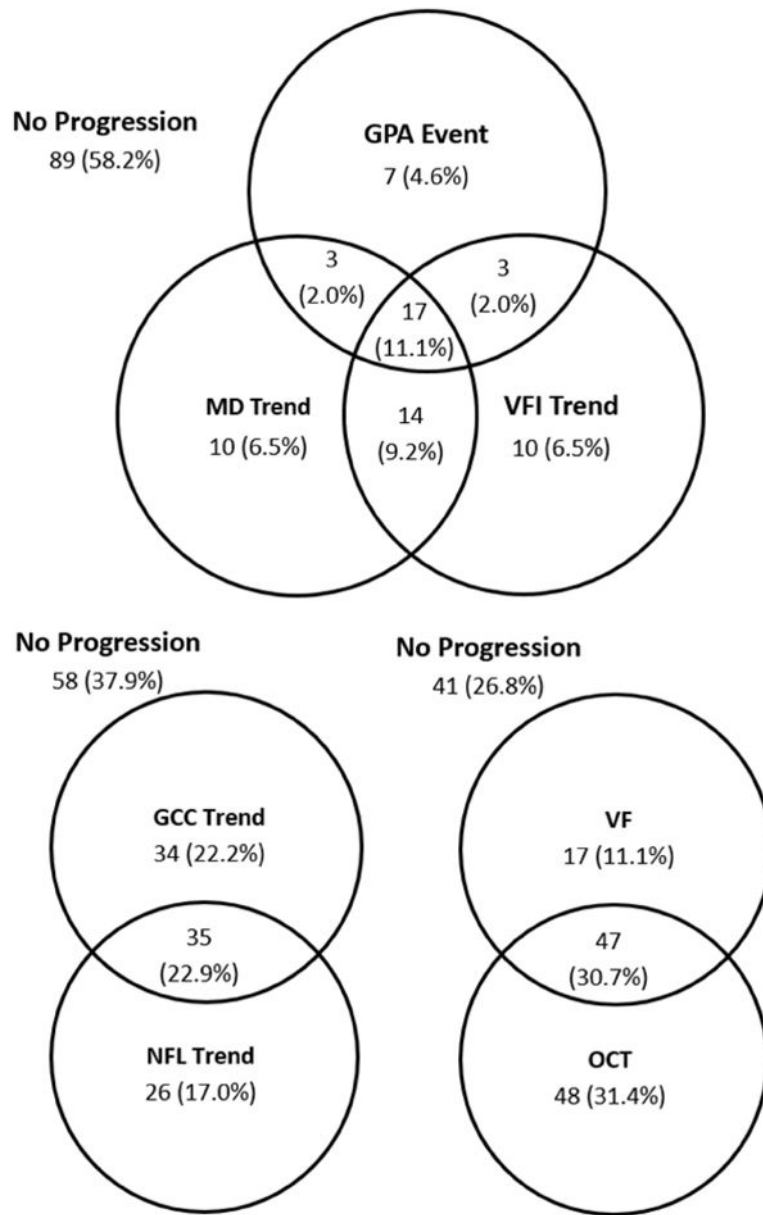 No Progression
89 (58.2%)
GPA Event
7 (4.6%)
3
(2.0%)
3
(2.0%)
17
(11.1%)
MD Trend
10 (6.5%)
14
(9.2%)
VFI Trend
10 (6.5%)
No Progression
58 (37.9%)
GCC Trend
34 (22.2%)
35
(22.9%)
NFL Trend
26 (17.0%)
No Progression
41 (26.8%)
VF
17 (11.1%)
47
(30.7%)
OCT
48 (31.4%)